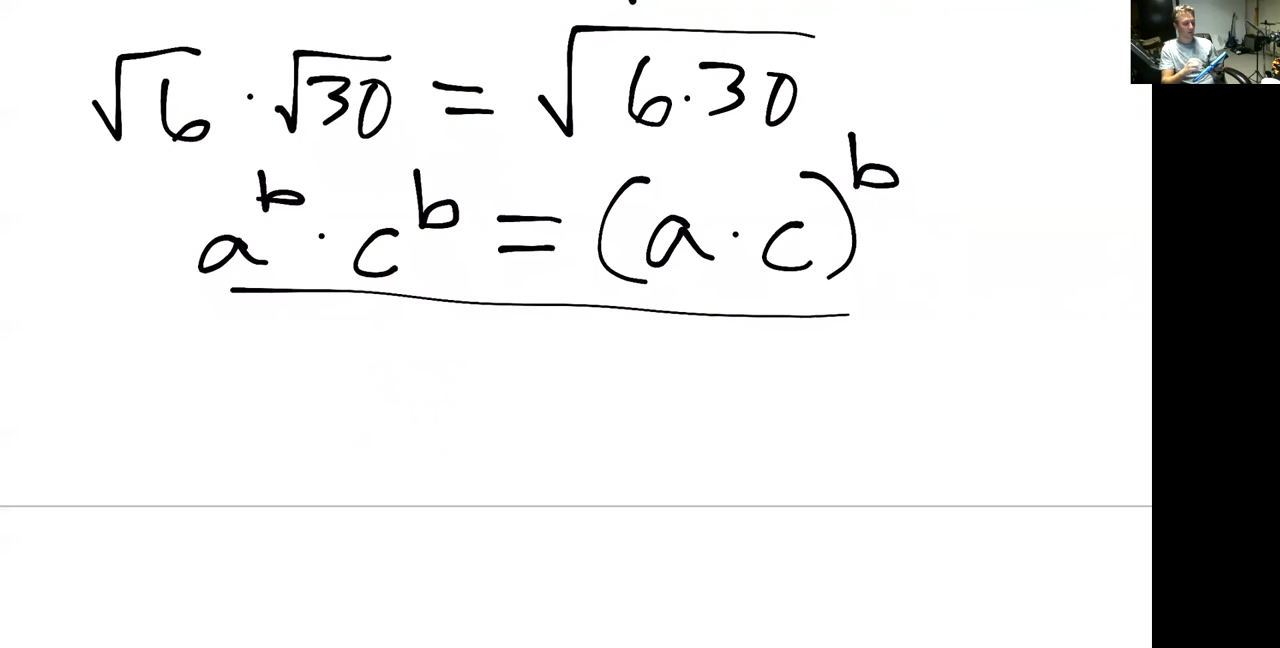 √6 · √30 = √6·30
a^b · c^b = (a · c)^b